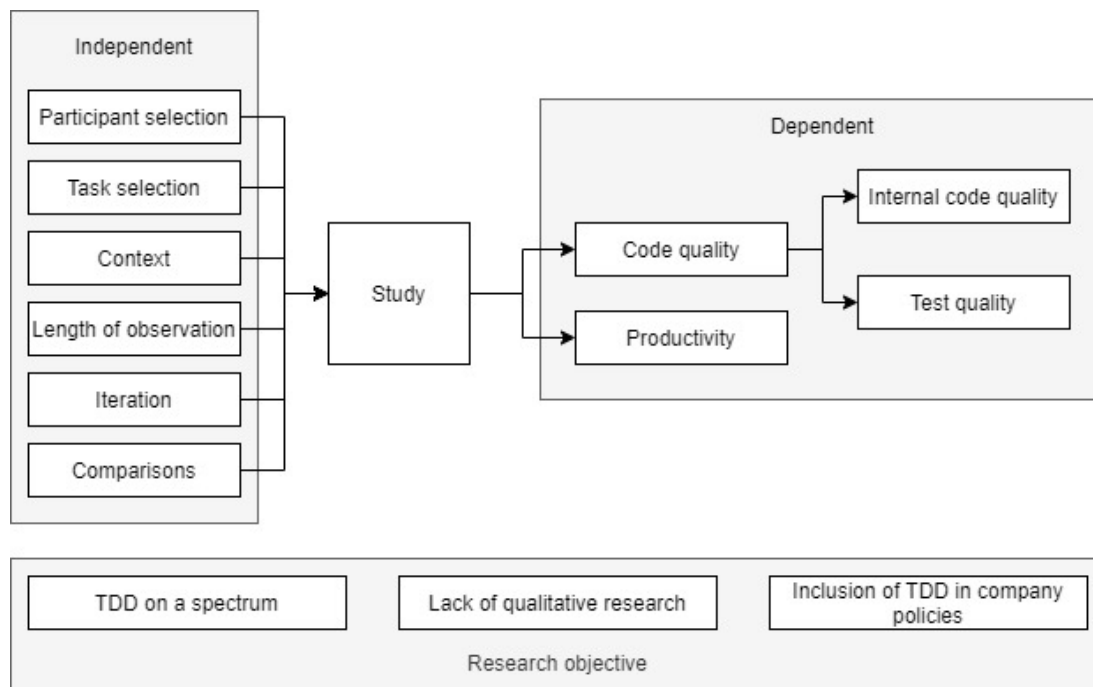 Independent
Participant selection
Task selection
Context
Length of observation
Iteration
Comparisons
Study
Dependent
Code quality
Productivity
Internal code quality
Test quality
TDD on a spectrum
Lack of qualitative research
Inclusion of TDD in company
policies
Research objective